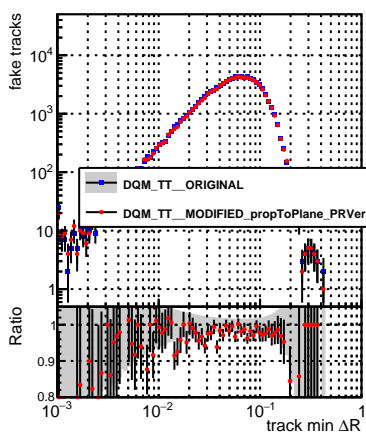 fake tracks
10⁴
10³
10²
DQM_TT__ORIGINAL
DQM_TT__MODIFIED_propToPlane_PRVer
10
1
Ratio
1
0.9
0.8
10⁻³ 10⁻² 10⁻¹ 1
track min ΔR